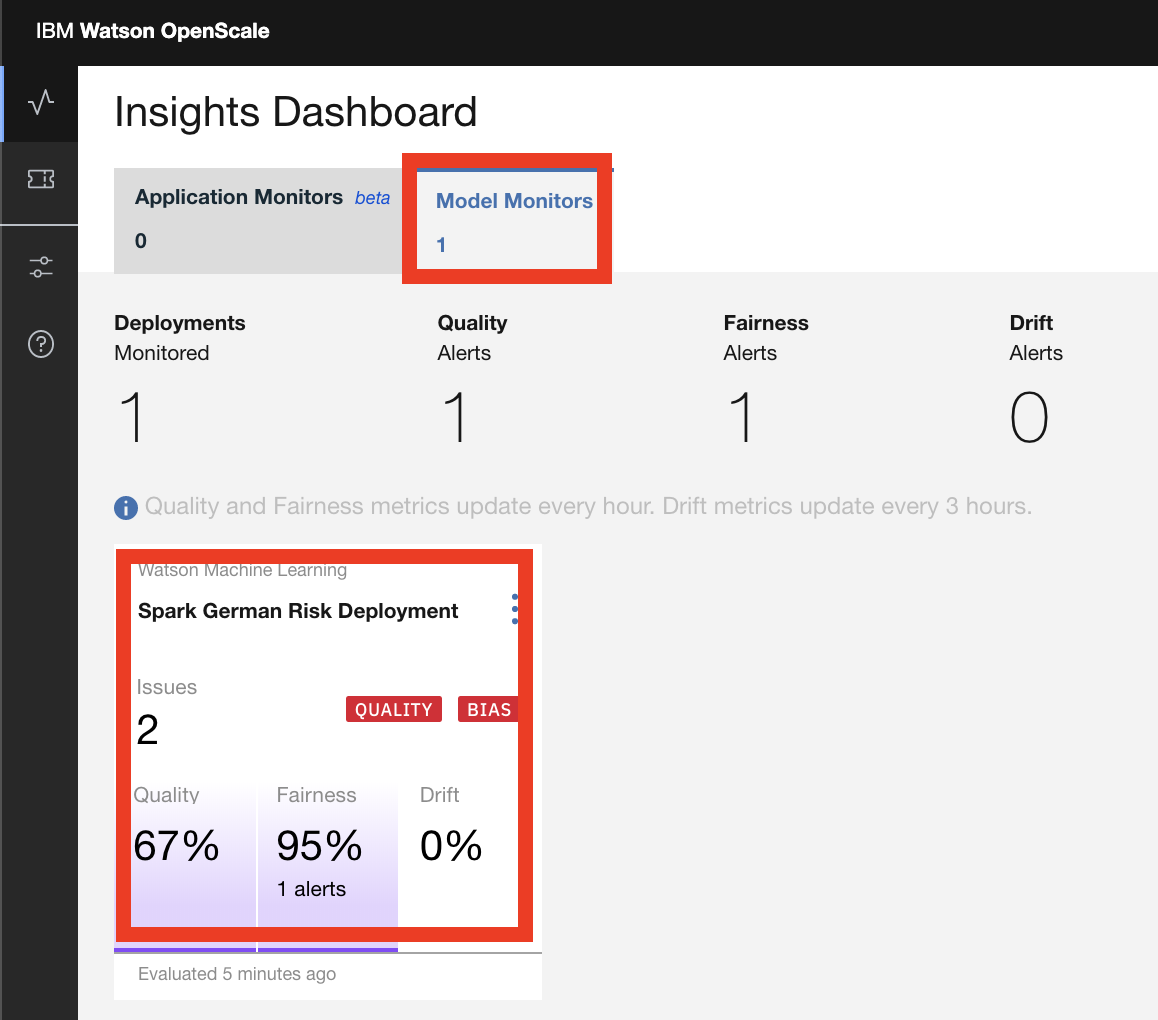 IBM Watson OpenScale
Insights Dashboard
Application Monitors beta
0
Model Monitors
1
Deployments
Monitored
1
Quality
Alerts
1
Fairness
Alerts
1
Drift
Alerts
0
Quality and Fairness metrics update every hour. Drift metrics update every 3 hours.
Watson Machine Learning
Spark German Risk Deployment
Issues
2
QUALITY BIAS
Quality
67%
Fairness
95%
1 alerts
Drift
0%
Evaluated 5 minutes ago